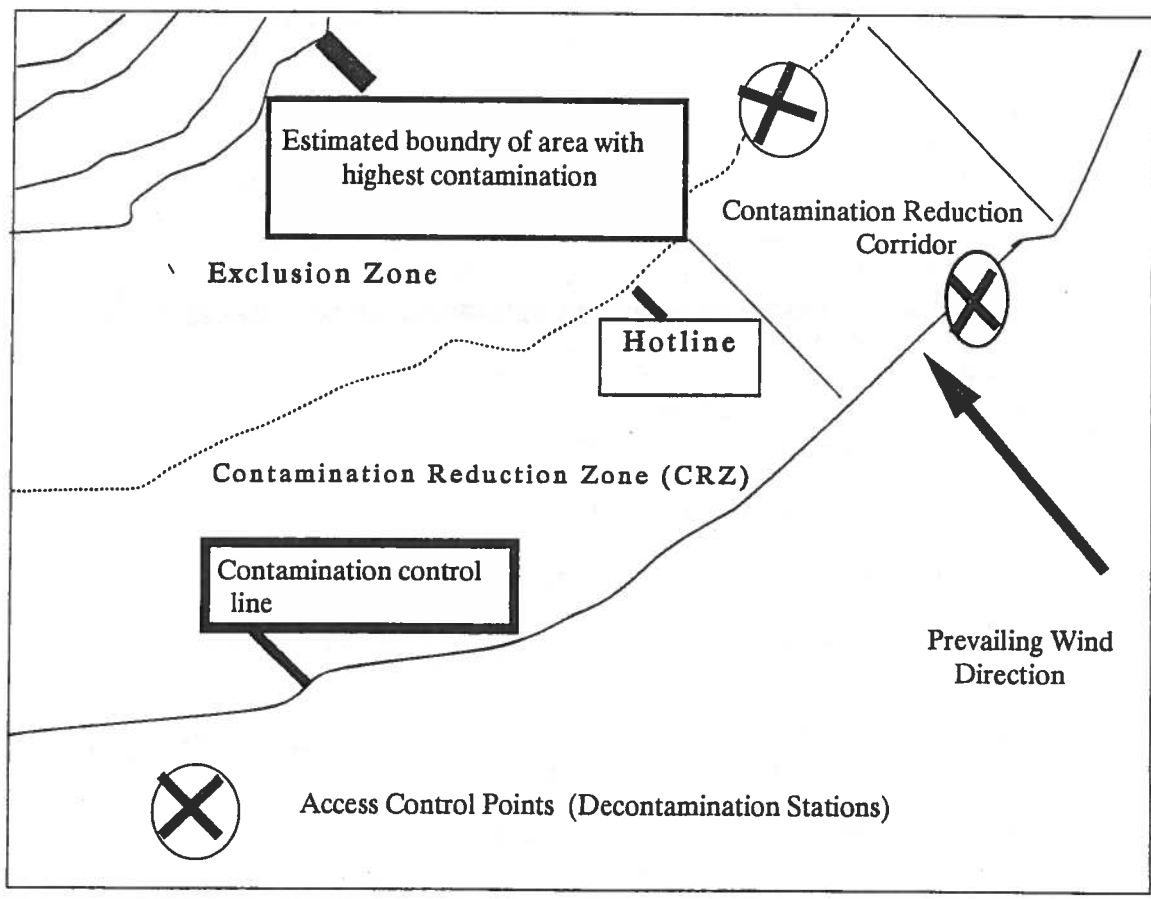 Estimated boundry of area with
highest contamination
Contamination Reduction
Corridor
Exclusion Zone
Hotline
Contamination Reduction Zone (CRZ)
Contamination control
line
Prevailing Wind
Direction
Access Control Points (Decontamination Stations)